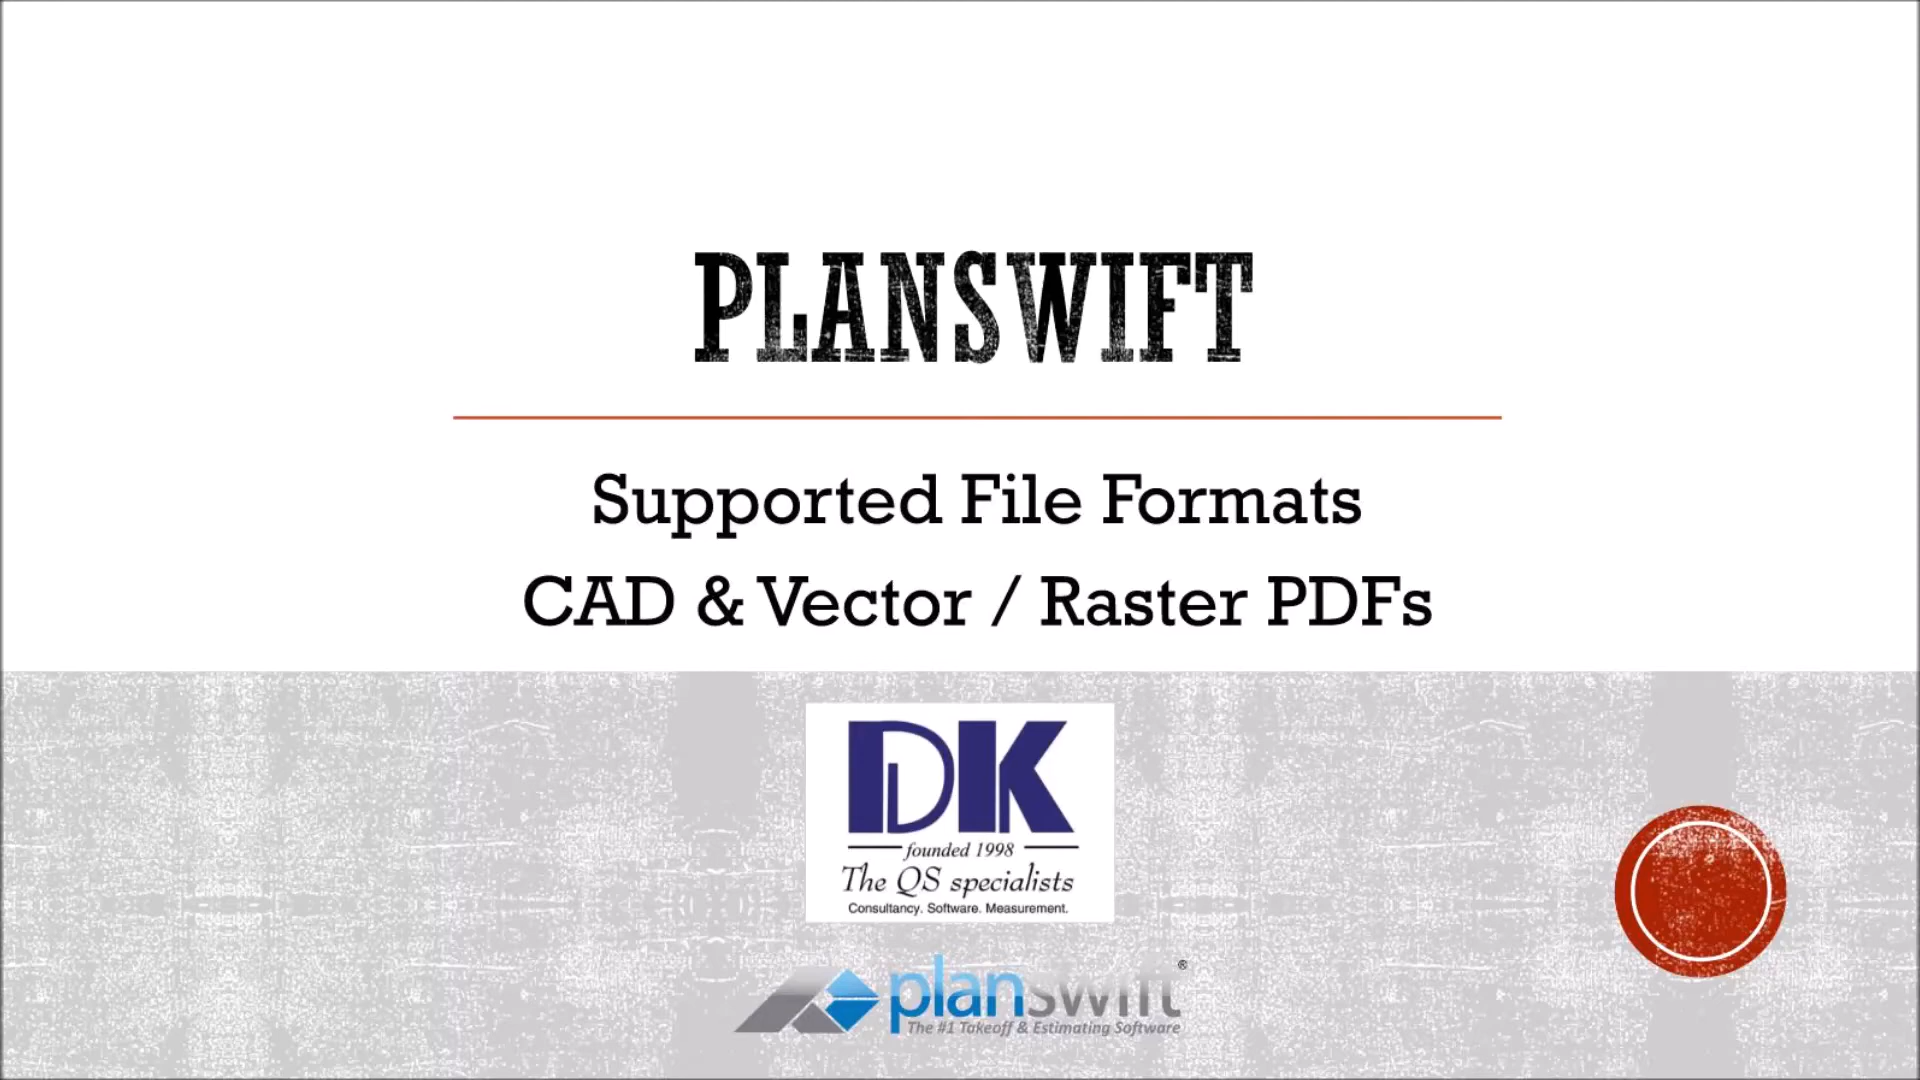 PLANSWIFT
Supported File Formats
CAD & Vector / Raster PDFs
DK
founded 1998
The QS specialists
Consultancy. Software. Measurement.
planswift®
The #1 Takeoff & Estimating Software